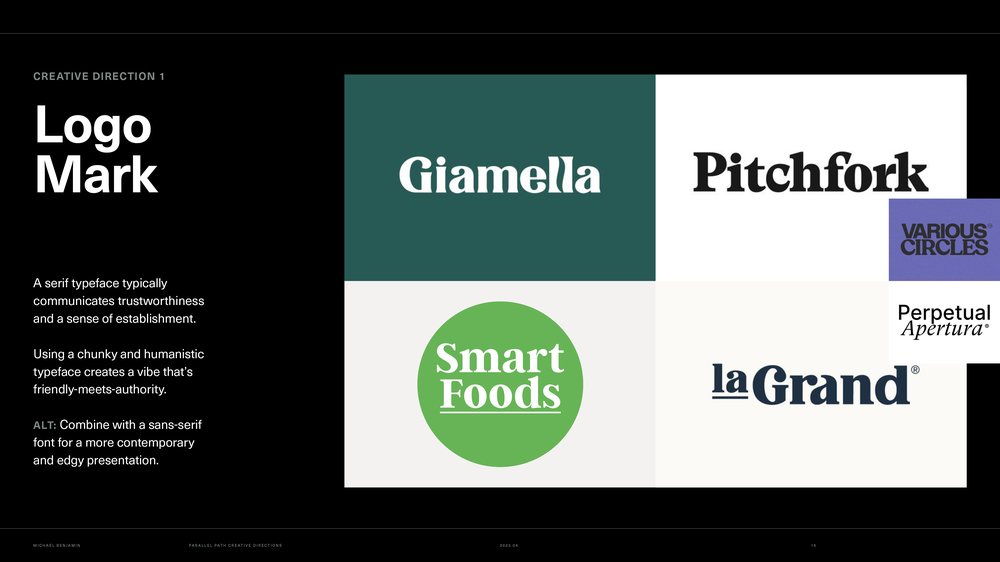 CREATIVE DIRECTION 1
Logo
Mark
A serif typeface typically
communicates trustworthiness
and a sense of establishment.
Using a chunky and humanistic
typeface creates a vibe that's
friendly-meets-authority.
ALT: Combine with a sans-serif
font for a more contemporary
and edgy presentation.
Giamella
Pitchfork
VARIOUS®
CIRCLES
Perpetual
Apertura®
Smart
Foods
la Grand®
MICHAEL BENJAMIN
PARALLEL PATH CREATIVE DIRECTIONS
2023.06